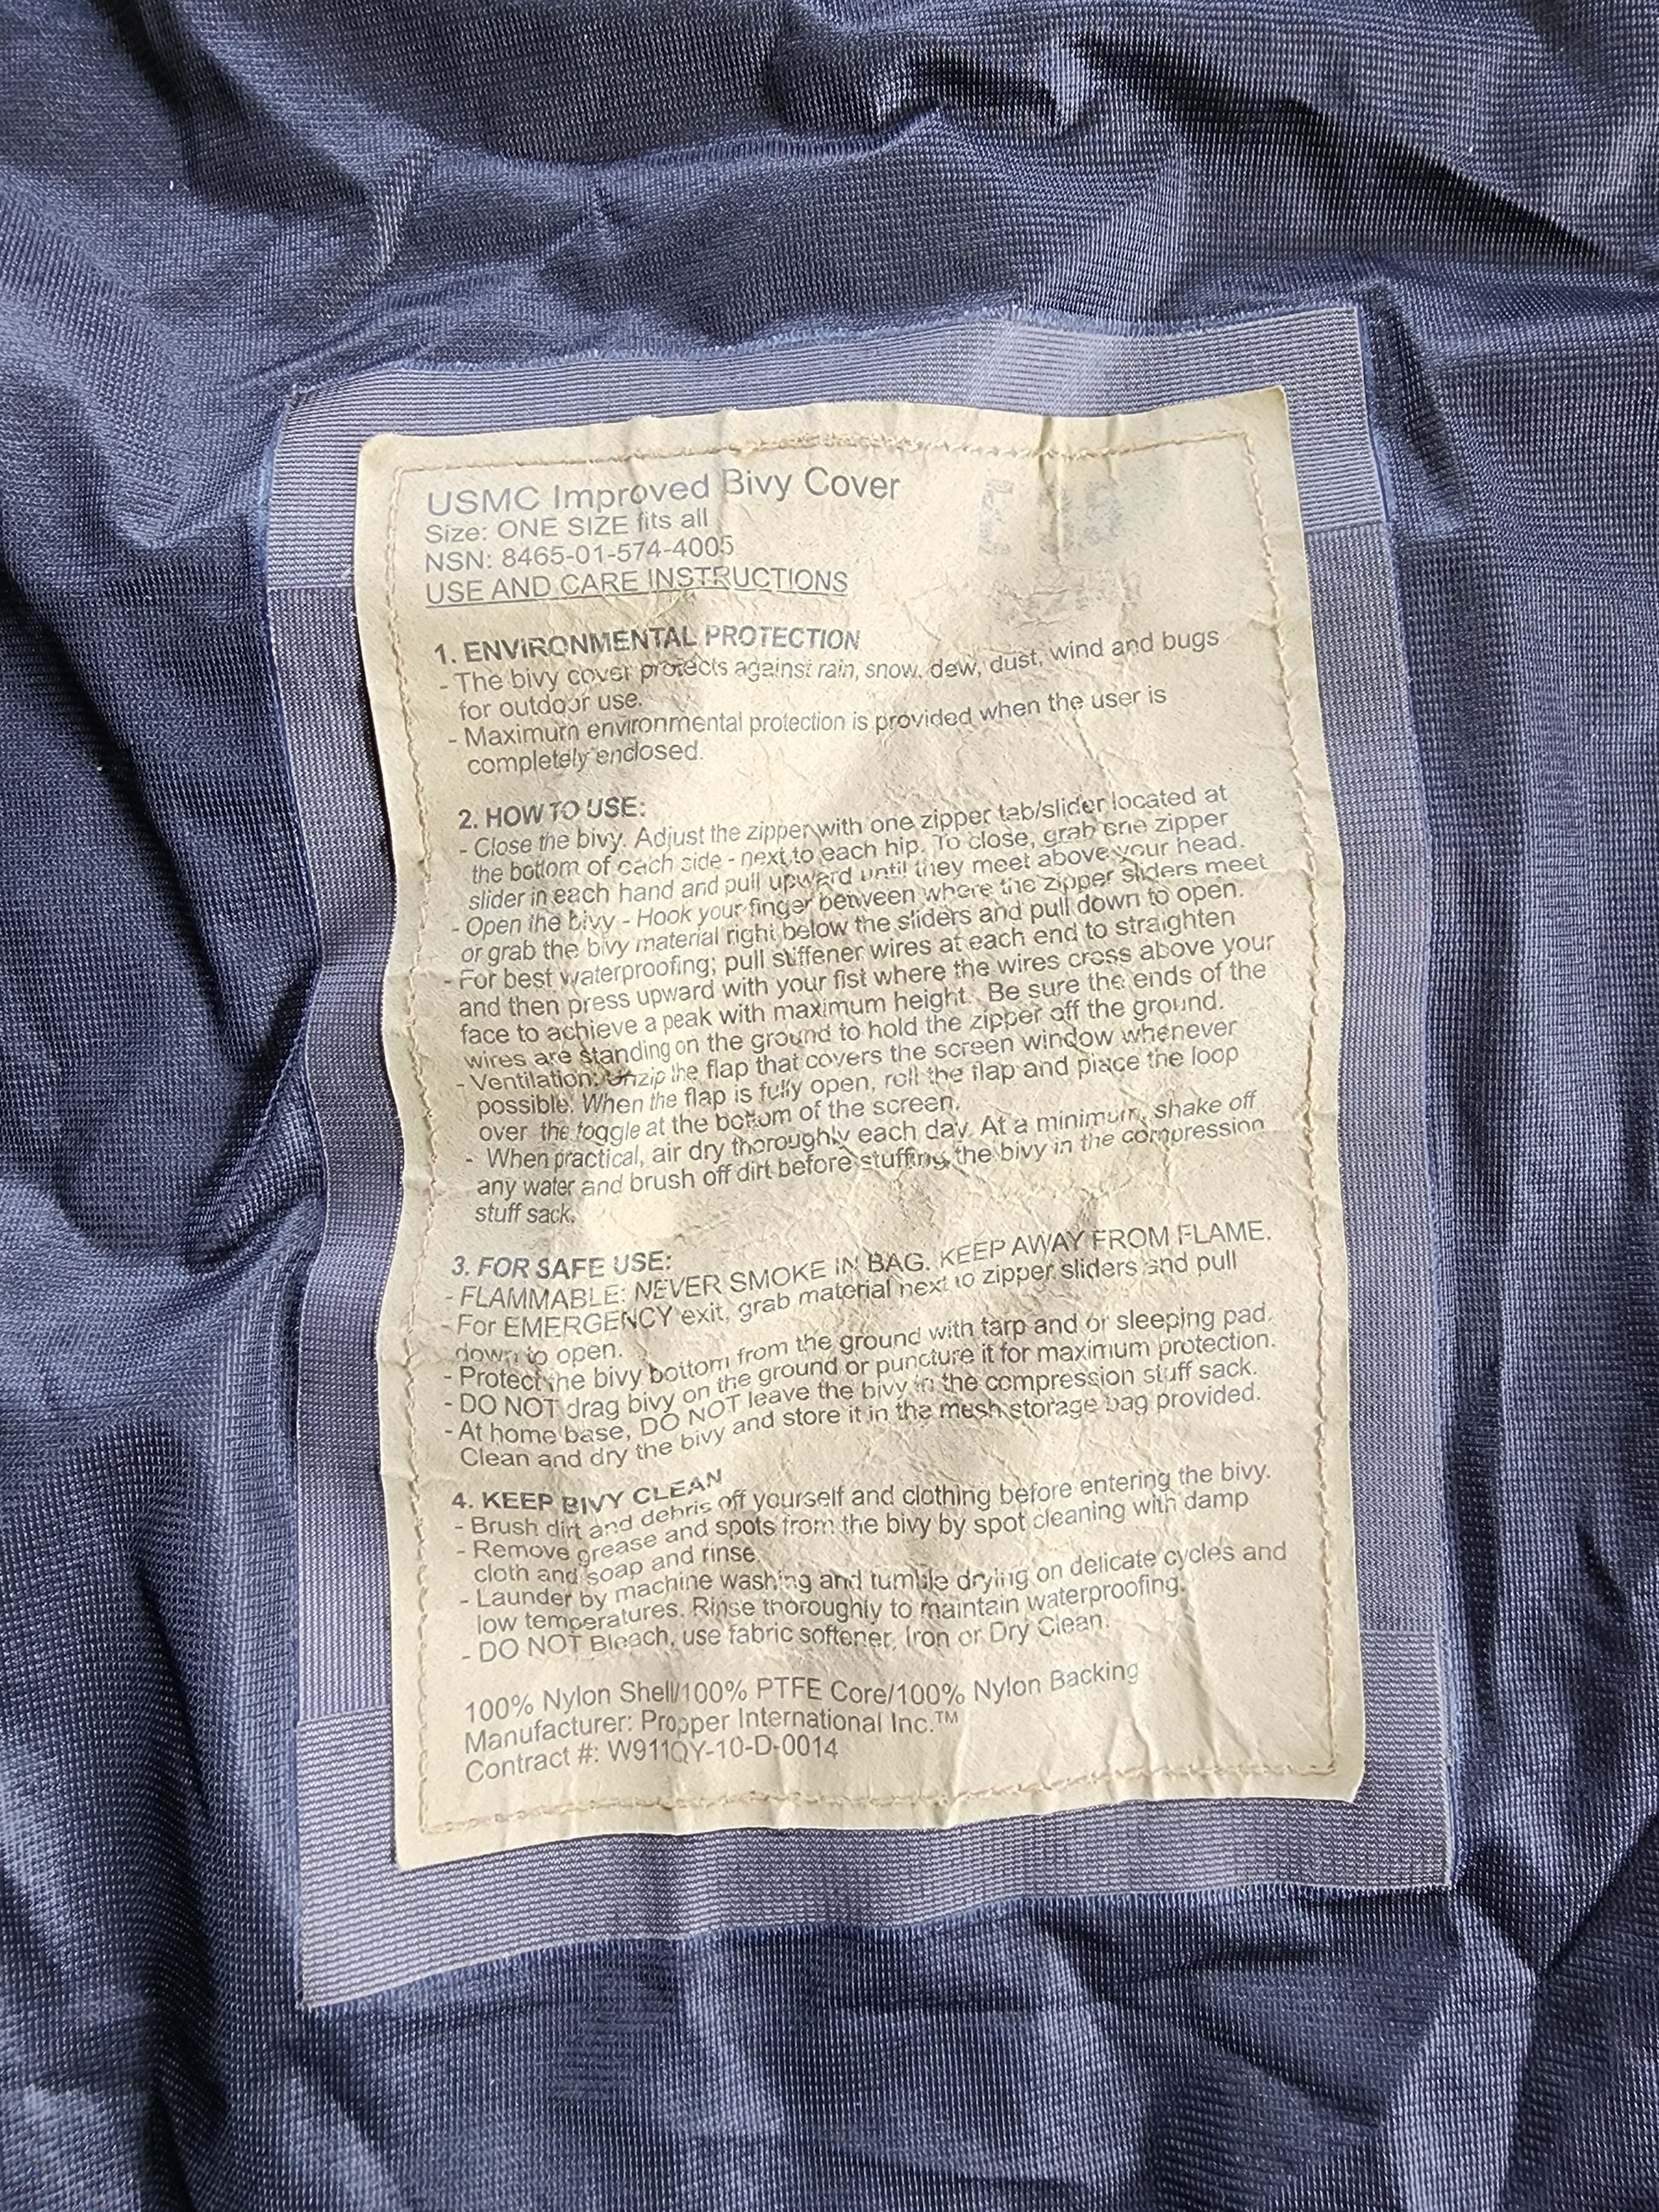 USMC Improved Bivy Cover
Size: ONE SIZE fits all
NSN: 8465-01-574-4005
USE AND CARE INSTRUCTIONS
1. ENVIRONMENTAL PROTECTION
- The bivy cover protects against rain, snow, dew, dust, wind and bugs
for outdoor use.
- Maximum environmental protection is provided when the user is
completely enclosed.
2. HOW TO USE:
- Close the bivy. Adjust the zipper with one zipper tab/slider located at
the bottom of each side - next to each hip. To close, grab one zipper
slider in each hand and pull upward until they meet above your head.
- Open the bivy - Hook your finger between where the zipper sliders meet
or grab the bivy material right below the sliders and pull down to open.
- For best waterproofing; pull stiffener wires at each end to straighten
and then press upward with your fist where the wires cross above your
face to achieve a peak with maximum height. Be sure the ends of the
wires are standing on the ground to hold the zipper off the ground.
- Ventilation: Unzip the flap that covers the screen window whenever
possible. When the flap is fully open, roll the flap and place the loop
over the toggle at the bottom of the screen.
- When practical, air dry thoroughly each day. At a minimum, shake off
any water and brush off dirt before stuffing the bivy in the compression
stuff sack.
3. FOR SAFE USE:
- FLAMMABLE: NEVER SMOKE IN BAG. KEEP AWAY FROM FLAME.
- For EMERGENCY exit, grab material next to zipper sliders and pull
down to open.
- Protect the bivy bottom from the ground with tarp and or sleeping pad.
- DO NOT drag bivy on the ground or puncture it for maximum protection.
- At home base, DO NOT leave the bivy in the compression stuff sack.
Clean and dry the bivy and store it in the mesh storage bag provided.
4. KEEP BIVY CLEAN
- Brush dirt and debris off yourself and clothing before entering the bivy.
- Remove grease and spots from the bivy by spot cleaning with damp
cloth and soap and rinse.
- Launder by machine washing and tumble drying on delicate cycles and
low temperatures. Rinse thoroughly to maintain waterproofing.
- DO NOT Bleach, use fabric softener, Iron or Dry Clean.
100% Nylon Shell/100% PTFE Core/100% Nylon Backing
Manufacturer: Propper International Inc.™
Contract #: W911QY-10-D-0014